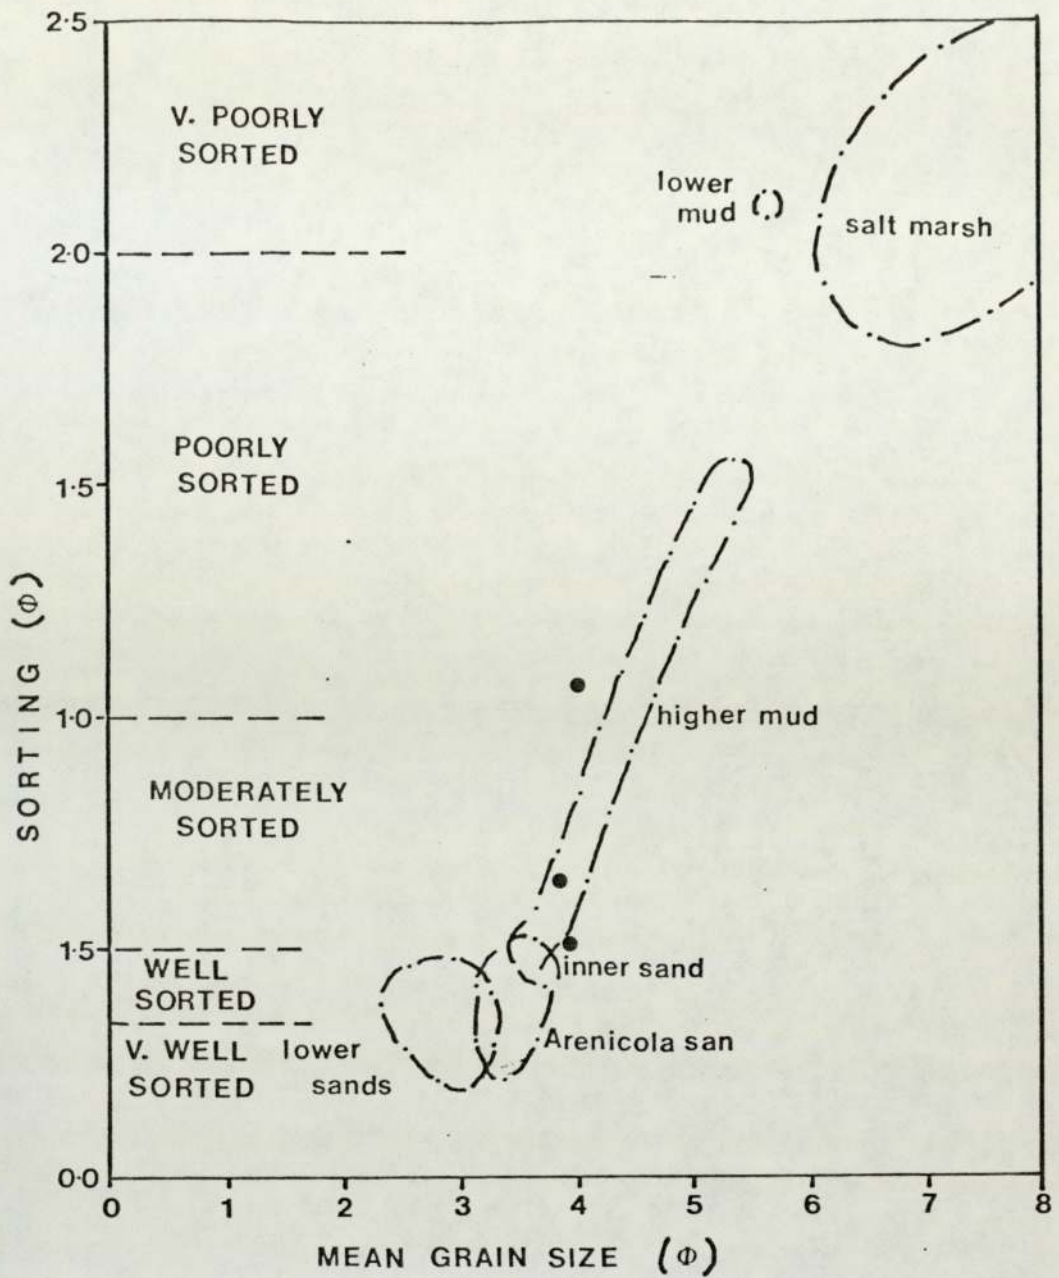 2·5
V. POORLY
SORTED
lower
mud
salt marsh
2·0
POORLY
SORTED
1·5
higher mud
1·0
MODERATELY
SORTED
1·5
WELL
SORTED
inner sand
Arenicola san
V. WELL
SORTED
lower
sands
0·0
0 1 2 3 4 5 6 7 8
SORTING (Φ)
MEAN GRAIN SIZE (Φ)